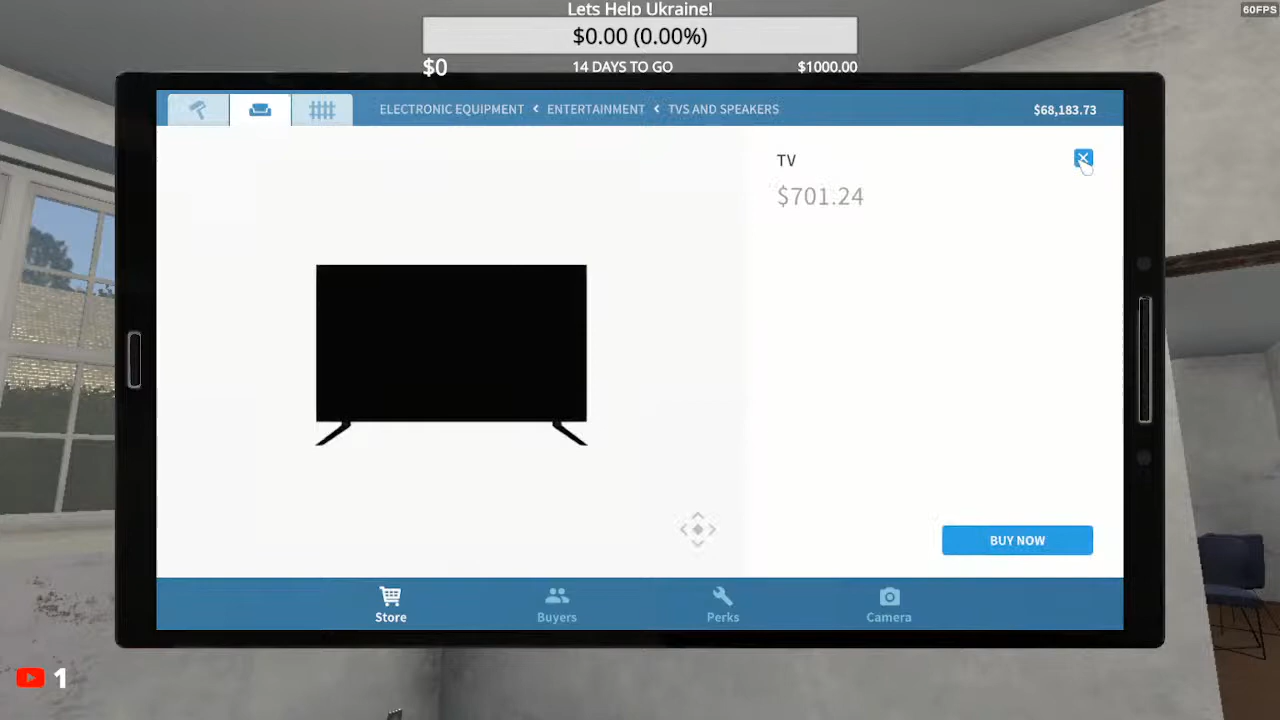 Lets Help Ukraine!
60FPS
$0.00 (0.00%)
$0 14 DAYS TO GO $1000.00
ELECTRONIC EQUIPMENT < ENTERTAINMENT < TVS AND SPEAKERS $68,183.73
TV
$701.24
BUY NOW
Store Buyers Perks Camera
1